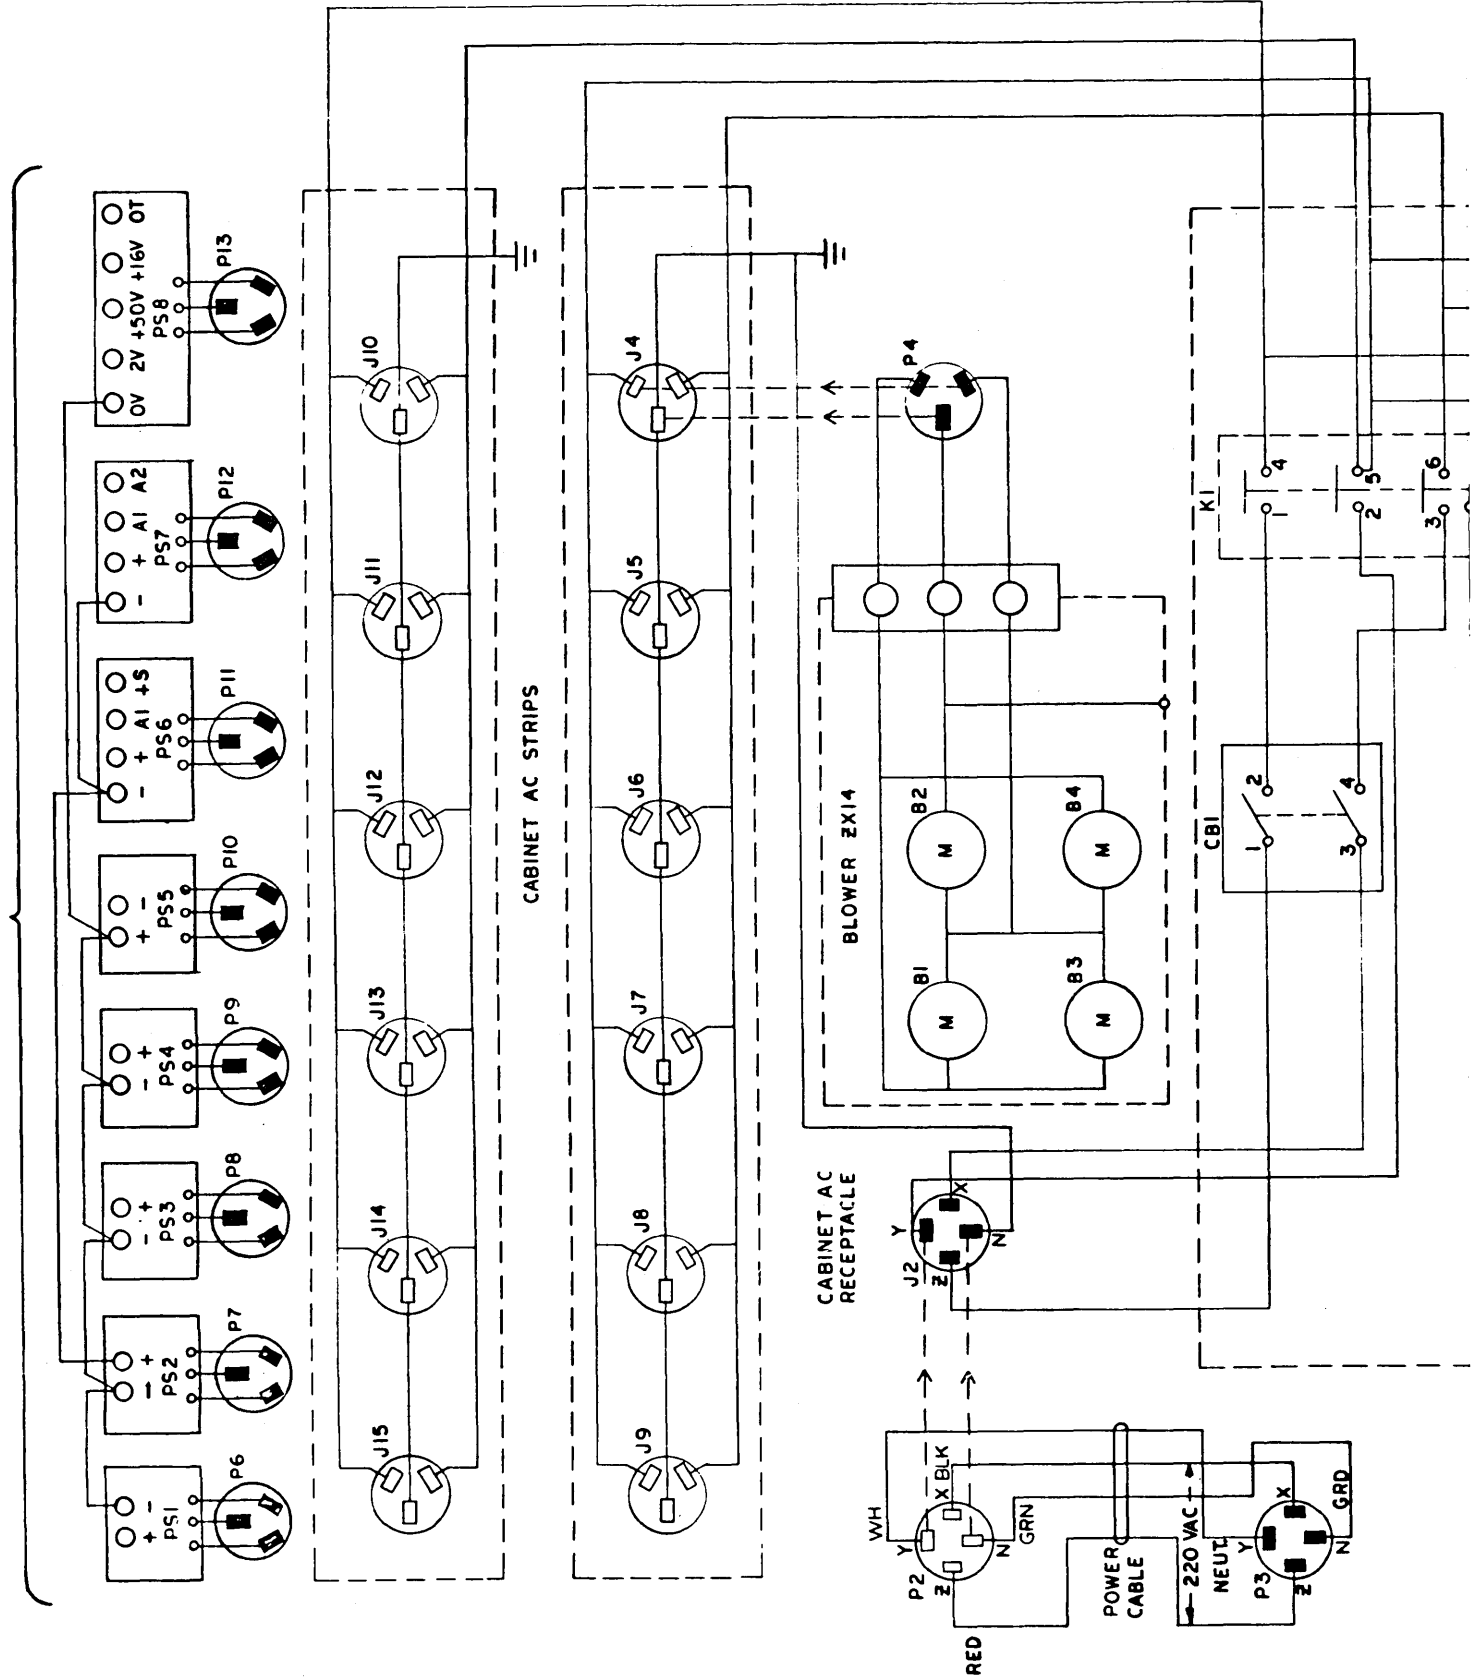 PS1 + -
PS2 - +
PS3 - +
PS4 - +
PS5 + -
PS6 - + A1 +S
PS7 - + A1 A2
PS8 0V 2V +50V +16V OT
P6
P7
P8
P9
P10
P11
P12
P13
J15
J14
J13
J12
J11
J10
CABINET AC STRIPS
J9
J8
J7
J6
J5
J4
P4
BLOWER ZX14
B1
B2
B3
B4
M
M
M
M
CABINET AC
RECEPTACLE
J2
Y
X
Z
N
WH
X BLK
Y
P2
Z
N
GRN
RED
POWER
CABLE
220 VAC
NEUT.
P3
Y
X
Z
N
GRD
CB1
1 2
3 4
K1
1 4
2 5
3 6